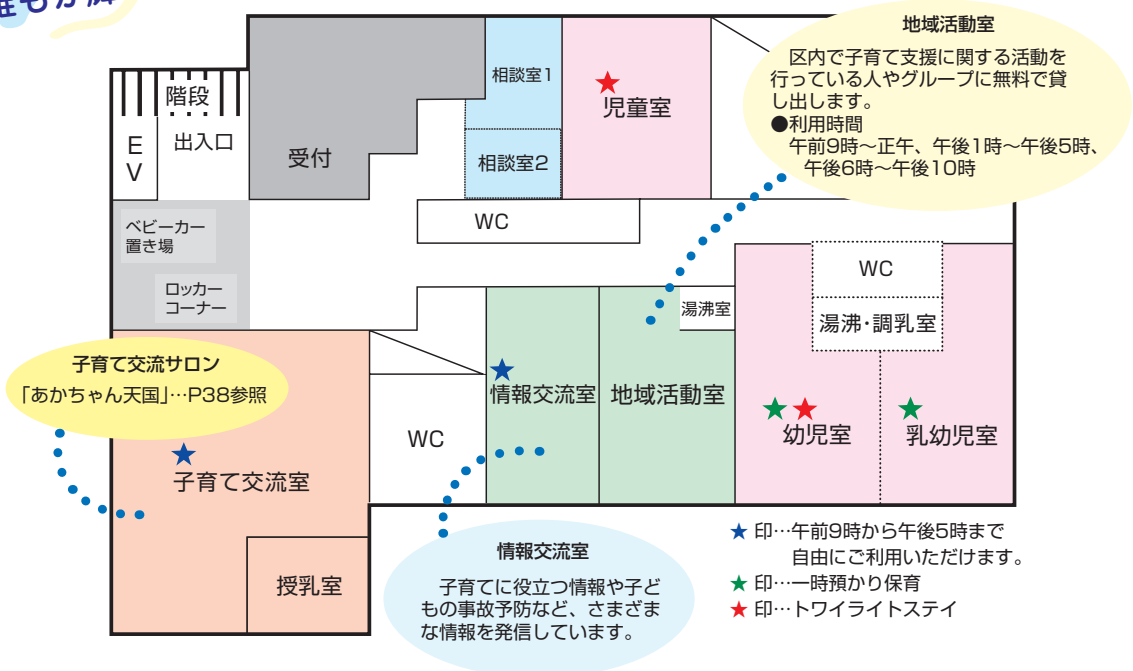 誰もが
地域活動室
区内で子育て支援に関する活動を
行っている人やグループに無料で貸
し出します。
●利用時間
午前9時～正午、午後1時～午後5時、
午後6時～午後10時
階段
EV
出入口
受付
相談室1
相談室2
★
児童室
WC
ベビーカー
置き場
ロッカー
コーナー
湯沸室
WC
湯沸・調乳室
子育て交流サロン
「あかちゃん天国」…P38参照
★
子育て交流室
授乳室
WC
★
情報交流室
地域活動室
★★
幼児室
★
乳幼児室
情報交流室
子育てに役立つ情報や子ど
もの事故予防など、さまざま
な情報を発信しています。
★印…午前9時から午後5時まで
自由にご利用いただけます。
★印…一時預かり保育
★印…トワイライトステイ